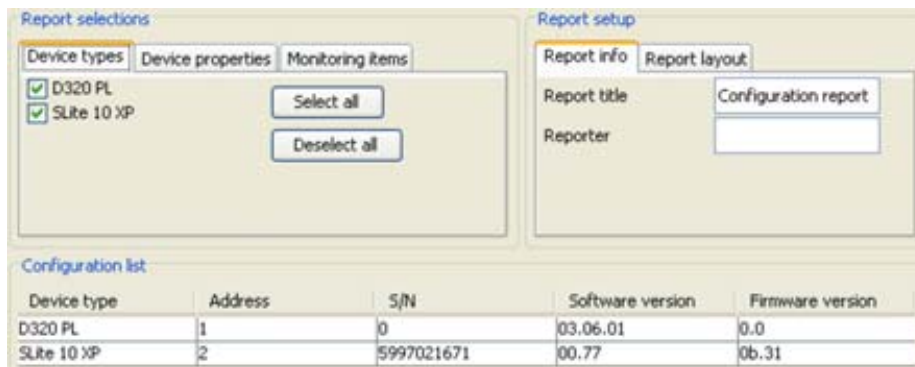 Report selections
Device types Device properties Monitoring items
D320 PL
SLite 10 XP
Select all
Deselect all
Report setup
Report info Report layout
Report title Configuration report
Reporter
Configuration list
Device type Address S/N Software version Firmware version
D320 PL 1 0 03.06.01 0.0
SLite 10 XP 2 5997021671 00.77 0b.31